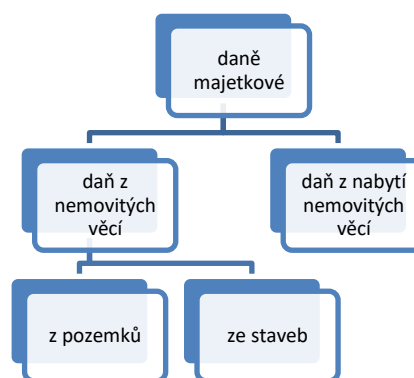 daně
majetkové
daň z
nemovitých
věcí
daň z nabytí
nemovitých
věcí
z pozemků
ze staveb